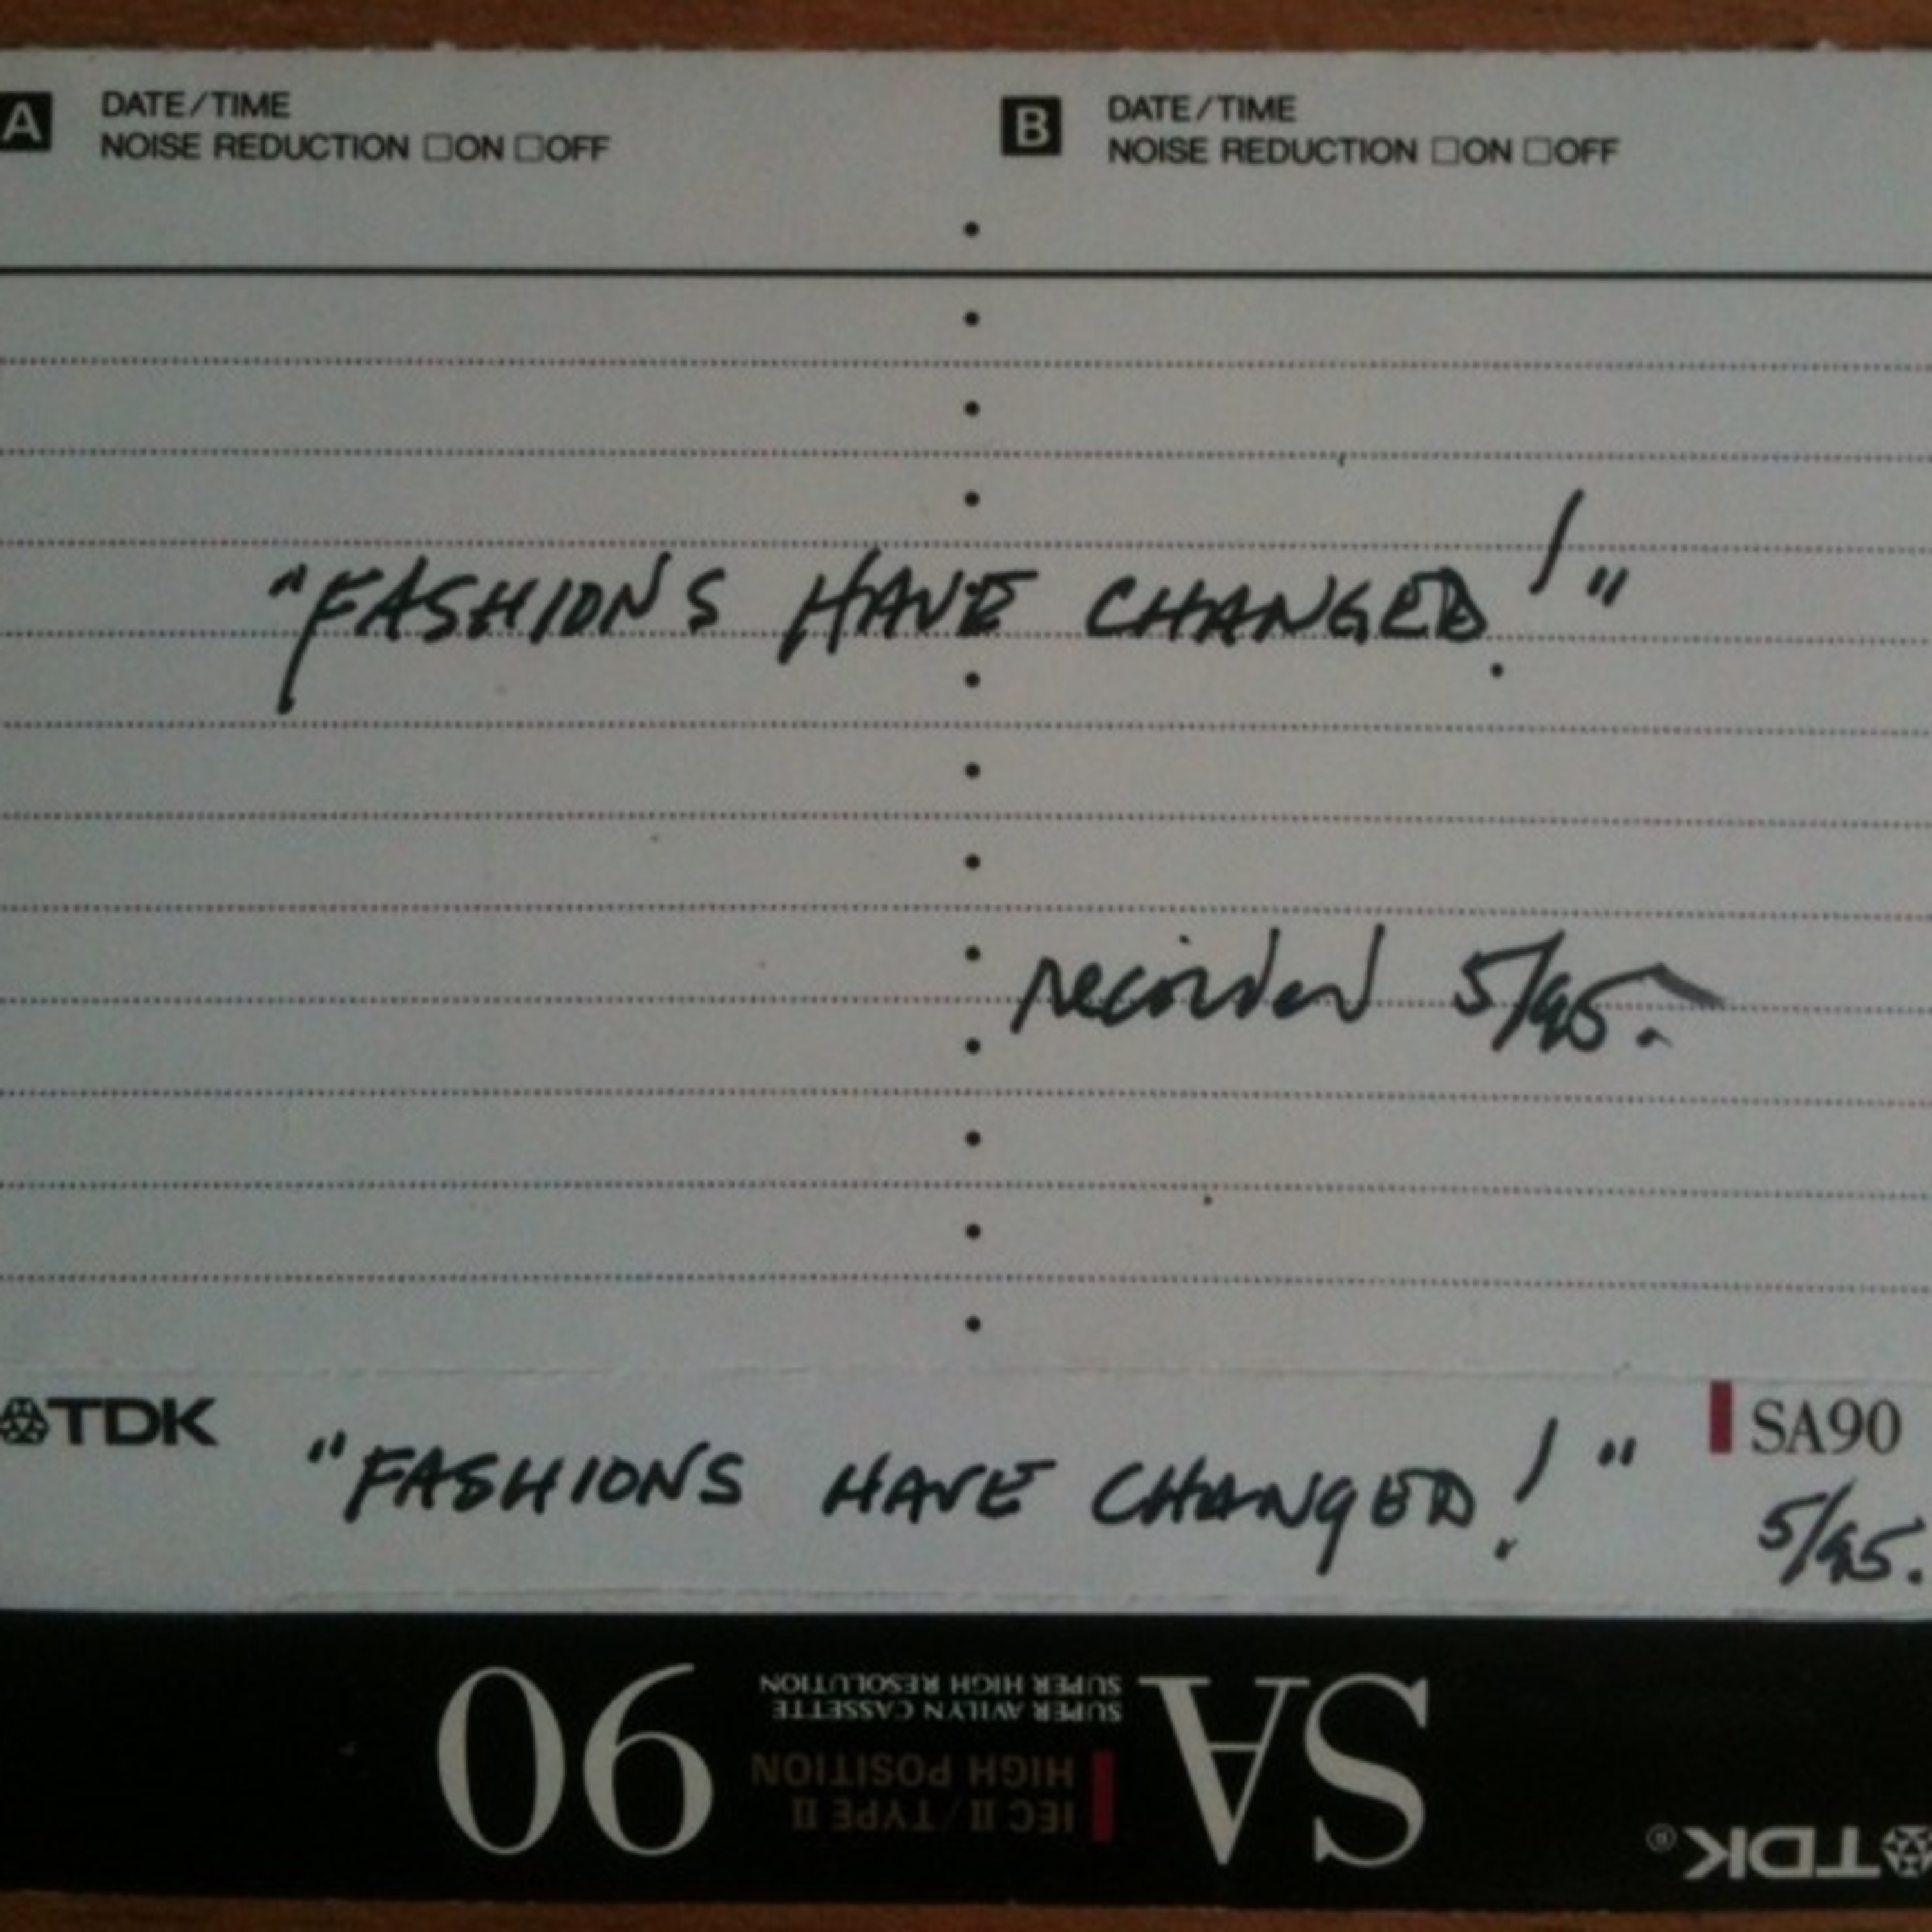 A DATE/TIME B DATE/TIME
NOISE REDUCTION □ON □OFF NOISE REDUCTION □ON □OFF
"FASHIONS HAVE CHANGED!"
recorded 5/95.
TDK "FASHIONS HAVE CHANGED!" SA90
5/95.
TDK®
SA 90
IEC II/TYPE II
HIGH POSITION
SUPER AVILYN CASSETTE
SUPER HIGH RESOLUTION